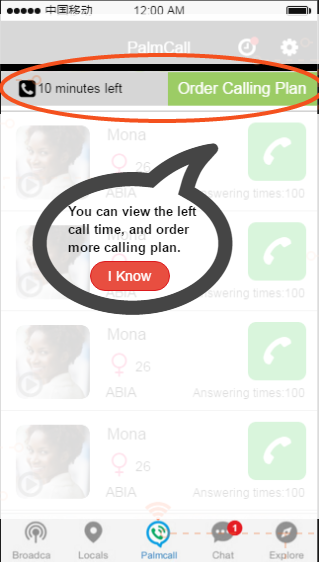 中国移动 12:00 AM
PalmCall
10 minutes left Order Calling Plan
Mona
26
ABIA Answering times:100
You can view the left
call time, and order
more calling plan.
I Know
Answering times:100
Mona
26
ABIA Answering times:100
Mona
26
ABIA Answering times:100
Broadca Locals Palmcall Chat 1 Explore